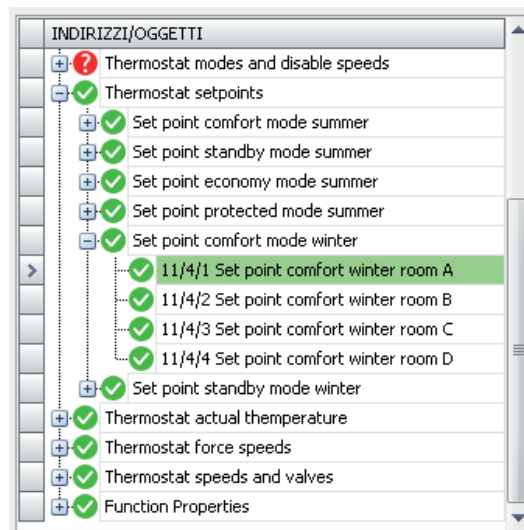 INDIRIZZI/OGGETTI
Thermostat modes and disable speeds
Thermostat setpoints
Set point comfort mode summer
Set point standby mode summer
Set point economy mode summer
Set point protected mode summer
Set point comfort mode winter
11/4/1 Set point comfort winter room A
11/4/2 Set point comfort winter room B
11/4/3 Set point comfort winter room C
11/4/4 Set point comfort winter room D
Set point standby mode winter
Thermostat actual themperature
Thermostat force speeds
Thermostat speeds and valves
Function Properties